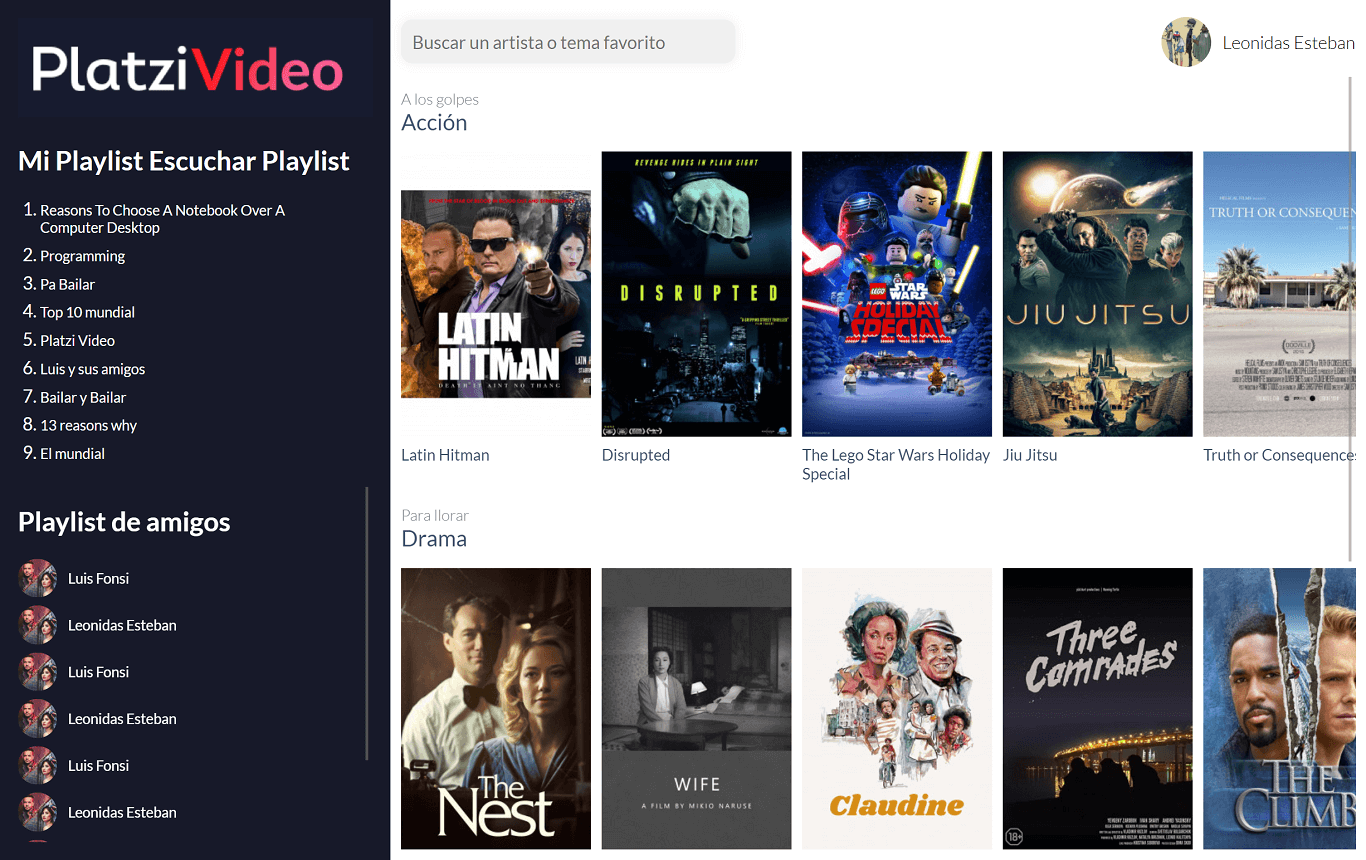 PlatziVideo
Mi Playlist Escuchar Playlist
1. Reasons To Choose A Notebook Over A
Computer Desktop
2. Programming
3. Pa Bailar
4. Top 10 mundial
5. Platzi Video
6. Luis y sus amigos
7. Bailar y Bailar
8. 13 reasons why
9. El mundial
Playlist de amigos
Luis Fonsi
Leonidas Esteban
Luis Fonsi
Leonidas Esteban
Luis Fonsi
Leonidas Esteban
Buscar un artista o tema favorito
Leonidas Esteban
A los golpes
Acción
LATIN
HITMAN
DEATH IT AINT NO THANG
REVENGE RIDES IN PLAIN SIGHT
DISRUPTED
LEGO STAR WARS
HOLIDAY
SPECIAL
JIU JITSU
TRUTH OR CONSEQUEN
Latin Hitman
Disrupted
The Lego Star Wars Holiday
Special
Jiu Jitsu
Truth or Consequences
Para llorar
Drama
The
Nest
WIFE
A FILM BY MIKIO NARUSE
Claudine
Three
Comrades
18+
THE
CLIMB